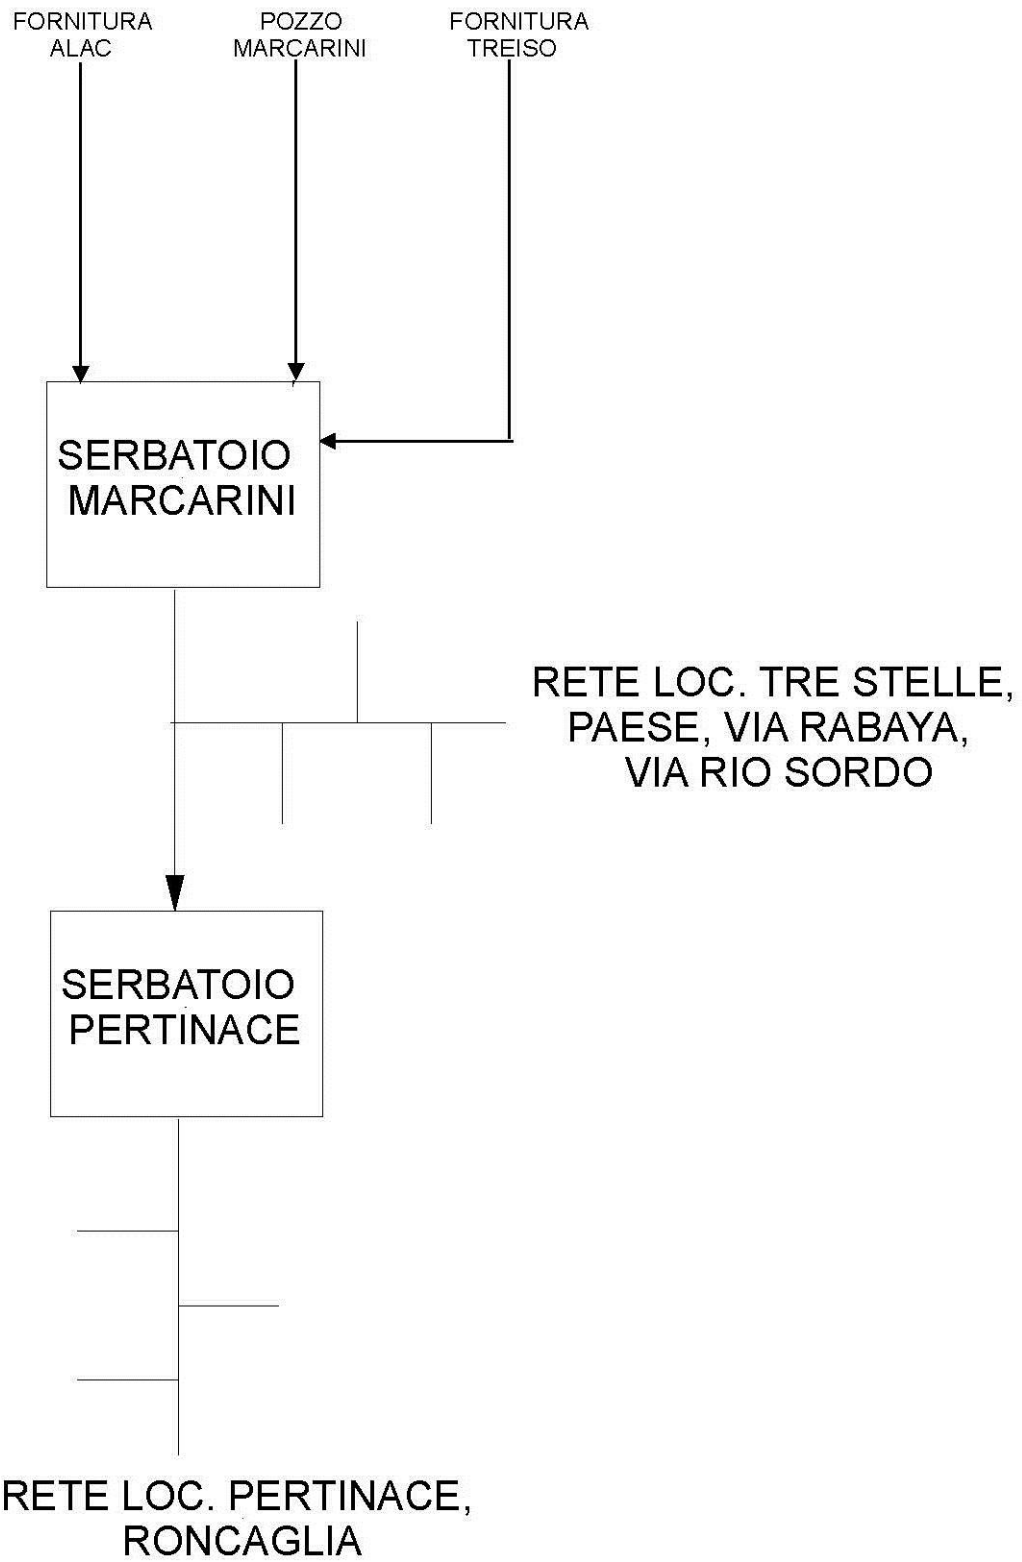 FORNITURA
ALAC
POZZO
MARCARINI
FORNITURA
TREISO
SERBATOIO
MARCARINI
RETE LOC. TRE STELLE,
PAESE, VIA RABAYA,
VIA RIO SORDO
SERBATOIO
PERTINACE
RETE LOC. PERTINACE,
RONCAGLIA